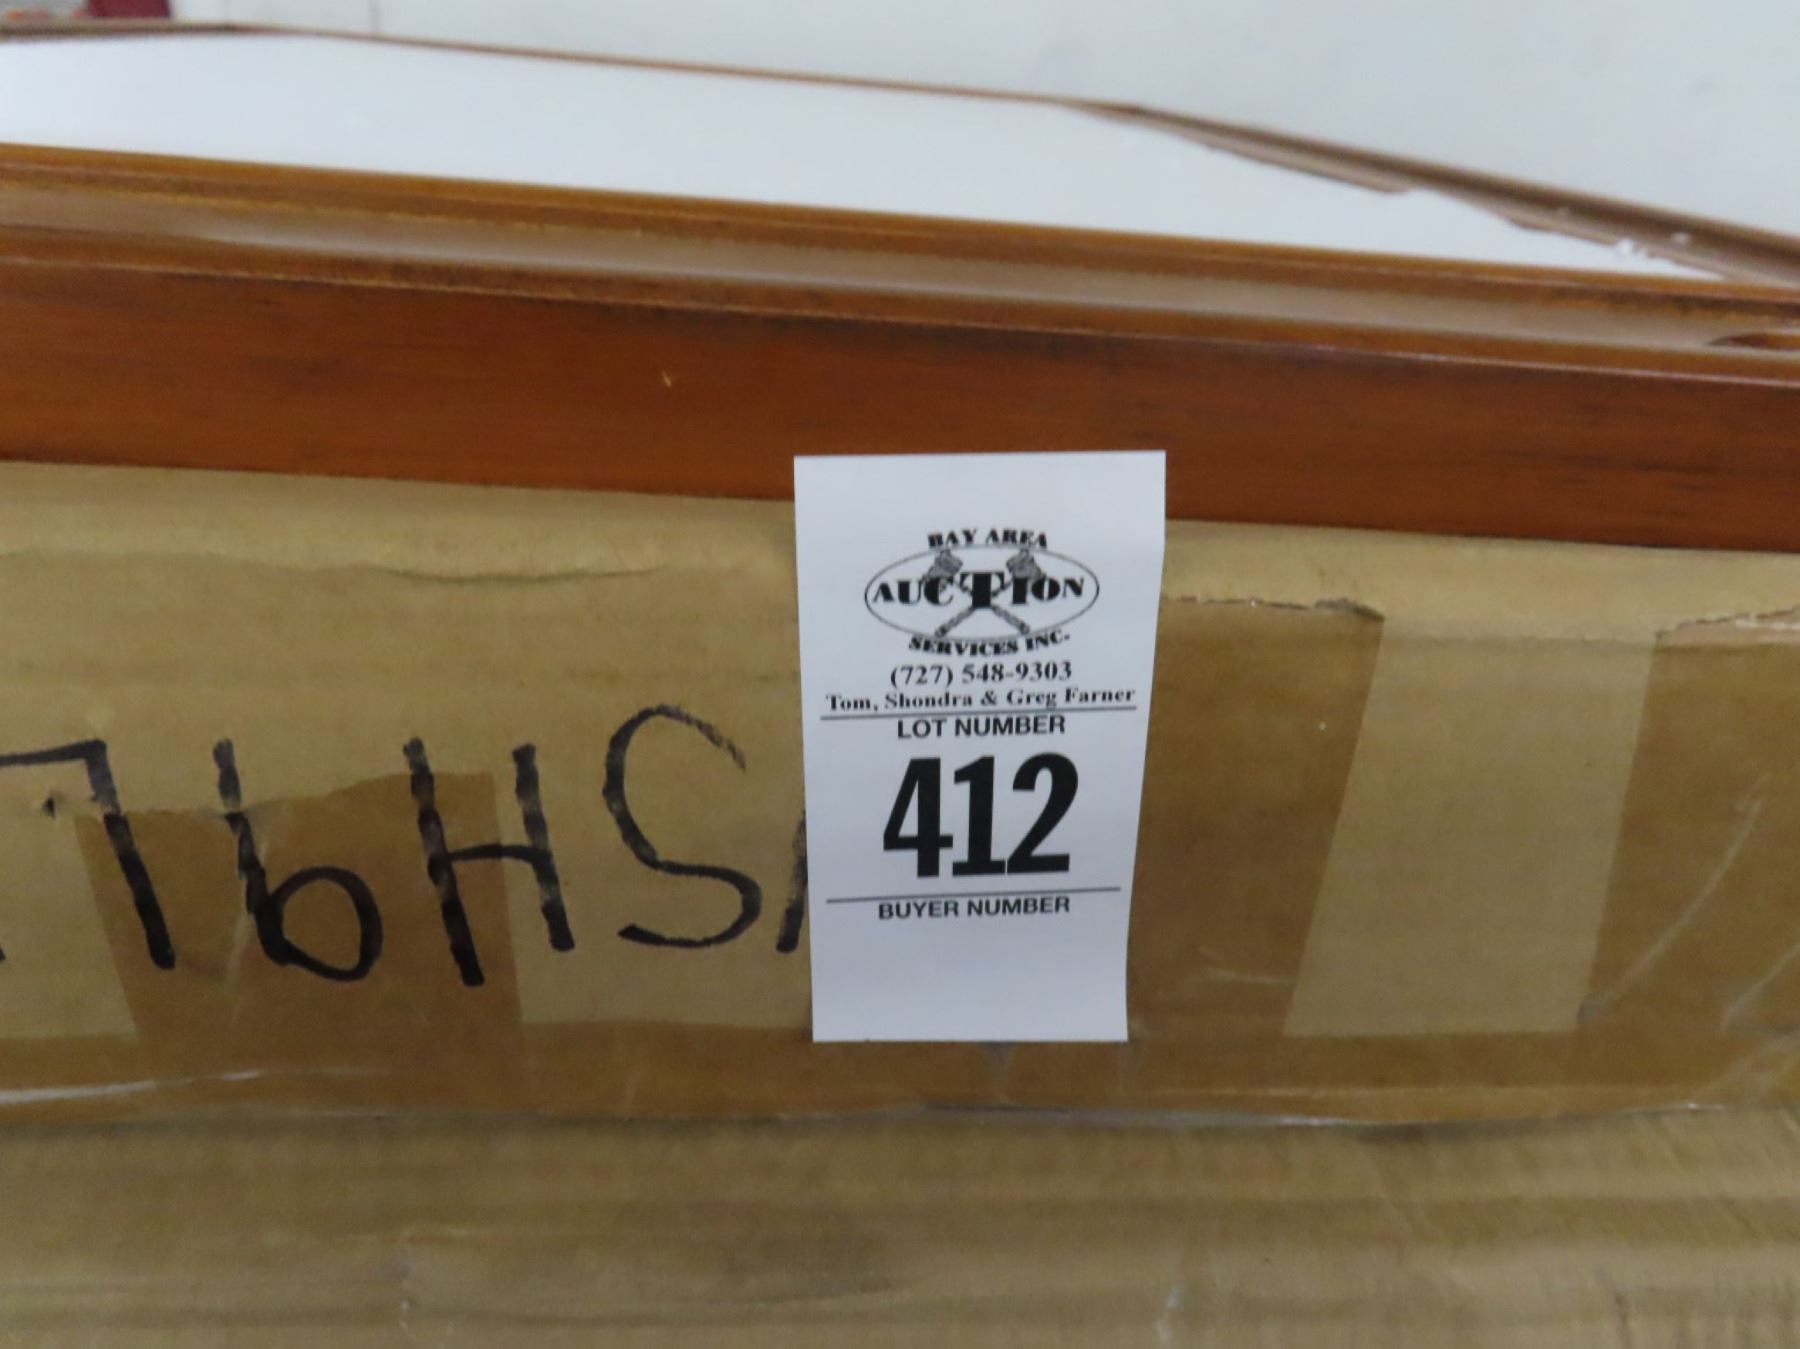 BAY AREA
AUCTION
SERVICES INC.
(727) 548-9303
Tom, Shondra & Greg Farner
LOT NUMBER
412
BUYER NUMBER